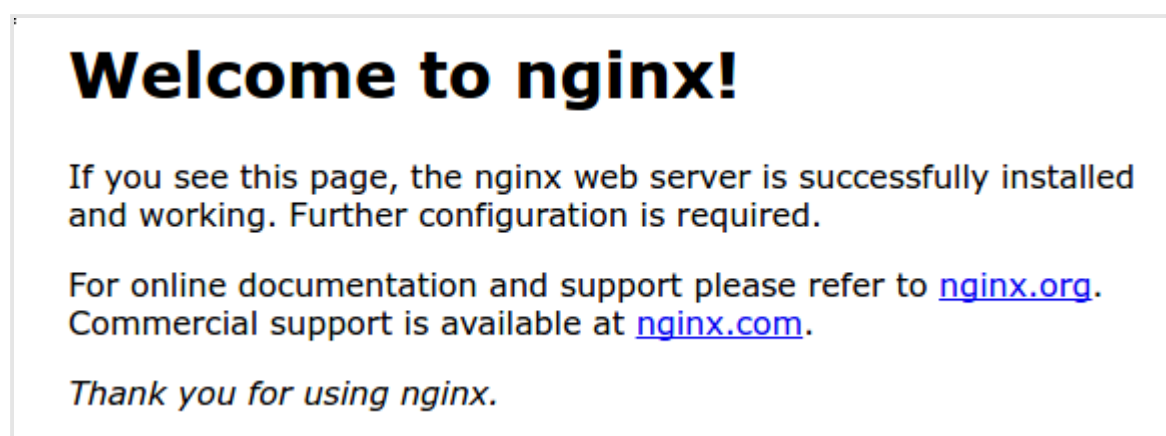 Welcome to nginx!
If you see this page, the nginx web server is successfully installed
and working. Further configuration is required.
For online documentation and support please refer to nginx.org.
Commercial support is available at nginx.com.
Thank you for using nginx.